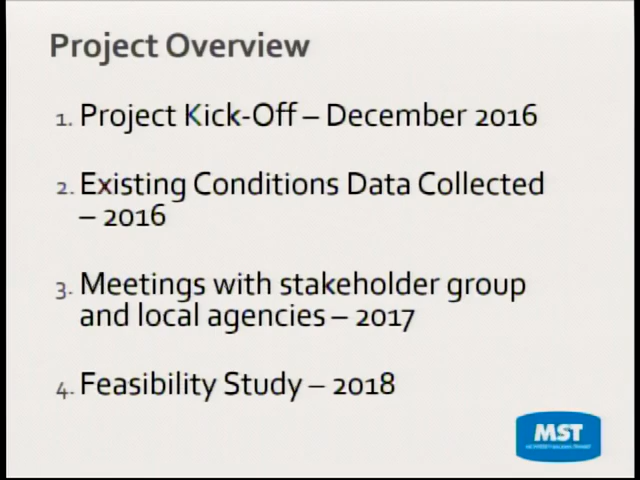 Project Overview
1. Project Kick-Off – December 2016
2. Existing Conditions Data Collected
– 2016
3. Meetings with stakeholder group
and local agencies – 2017
4. Feasibility Study – 2018
MST